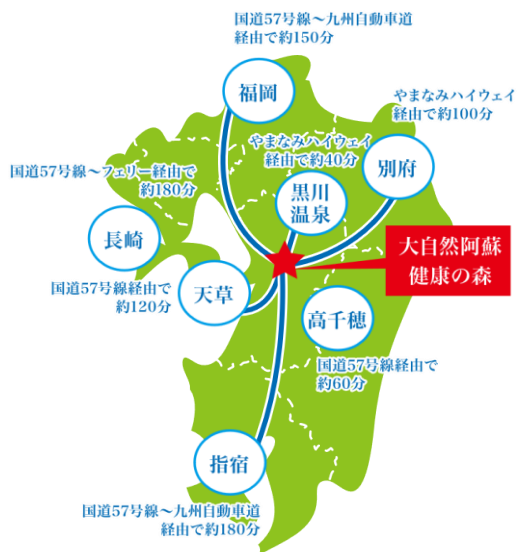 国道57号線～九州自動車道
経由で約150分
福岡
やまなみハイウェイ
経由で約100分
別府
やまなみハイウェイ
経由で約40分
黒川
温泉
国道57号線～フェリー経由で
約180分
長崎
大自然阿蘇
健康の森
国道57号線経由で
約120分
天草
高千穂
国道57号線経由で
約60分
指宿
国道57号線～九州自動車道
経由で約180分